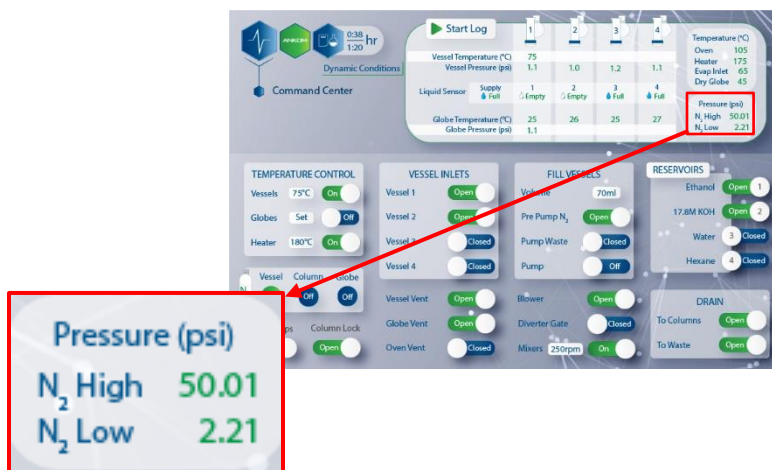 ANKOM
0:38
1:20 hr
Dynamic Conditions
Command Center
Start Log 1 2 3 4
Vessel Temperature (°C) 75
Vessel Pressure (psi) 1.1 1.0 1.2 1.1
Liquid Sensor Supply 1 2 3 4
Full Empty Empty Full Full
Globe Temperature (°C) 25 26 25 27
Globe Pressure (psi) 1.1
Temperature (°C)
Oven 105
Heater 175
Evap Inlet 65
Dry Globe 45
Pressure (psi)
N2 High 50.01
N2 Low 2.21
TEMPERATURE CONTROL
Vessels 75°C On
Globes Set Off
Heater 180°C On
Vessel Column Globe
Off Off
Column Lock
Open
VESSEL INLETS
Vessel 1 Open
Vessel 2 Open
Vessel 3 Closed
Vessel 4 Closed
Vessel Vent Open
Globe Vent Open
Oven Vent Closed
FILL VESSELS
Volume 70ml
Pre Pump N2 Open
Pump Waste Closed
Pump Off
Blower Open
Diverter Gate Closed
Mixers 250rpm On
RESERVOIRS
Ethanol Open 1
17.8M KOH Open 2
Water 3 Closed
Hexane 4 Closed
DRAIN
To Columns Open
To Waste Open
Pressure (psi)
N2 High 50.01
N2 Low 2.21